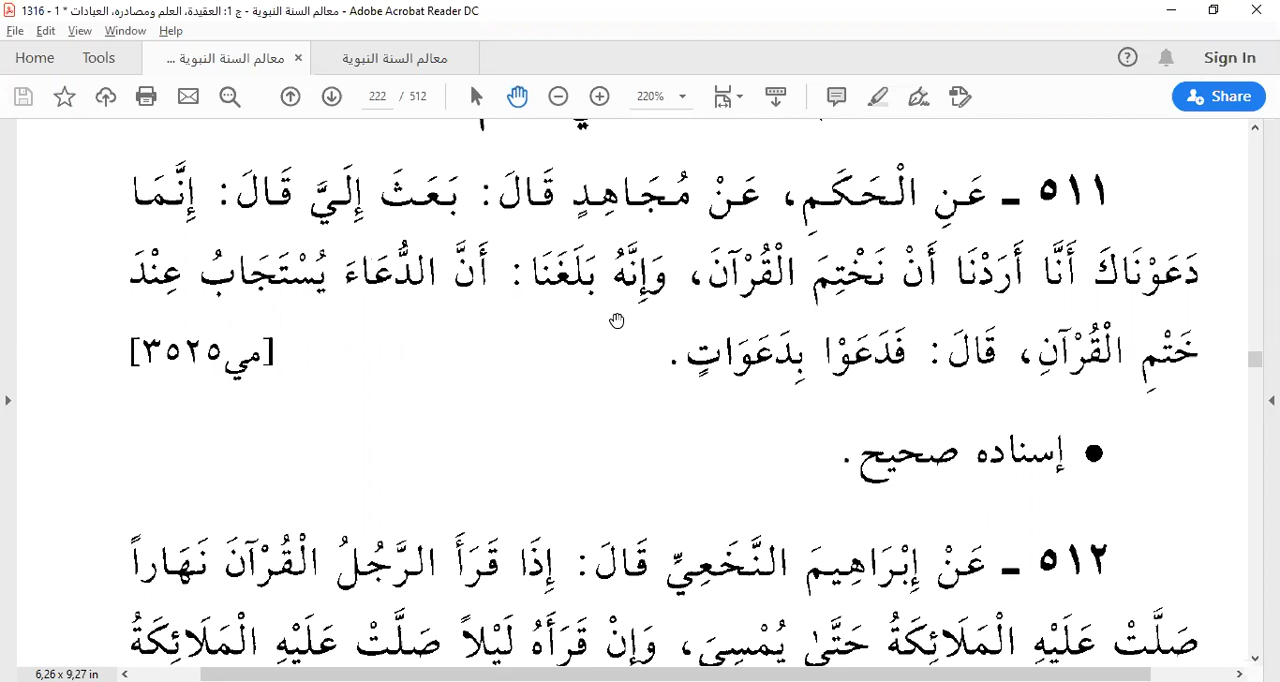 معالم السنة النبوية - ج 1: العقيدة، العلم ومصادره، العبادات * 1 - 1316 - Adobe Acrobat Reader DC
File Edit View Window Help
Home Tools معالم السنة النبوية ... × معالم السنة النبوية Sign In
222 / 512 220% Share
٥١١ ـ عَنِ الْحَكَمِ، عَنْ مُجَاهِدٍ قَالَ: بَعَثَ إِلَيَّ قَالَ: إِنَّمَا
دَعَوْنَاكَ أَنَّا أَرَدْنَا أَنْ نَخْتِمَ الْقُرْآنَ، وَإِنَّهُ بَلَغَنَا: أَنَّ الدُّعَاءَ يُسْتَجَابُ عِنْدَ
خَتْمِ الْقُرْآنِ، قَالَ: فَدَعَوْا بِدَعَوَاتٍ. [مي٣٥٢٥]
● إسناده صحيح.
٥١٢ ـ عَنْ إِبْرَاهِيمَ النَّخَعِيِّ قَالَ: إِذَا قَرَأَ الرَّجُلُ الْقُرْآنَ نَهَاراً
صَلَّتْ عَلَيْهِ الْمَلَائِكَةُ حَتَّىٰ يُمْسِيَ، وَإِنْ قَرَأَهُ لَيْلاً صَلَّتْ عَلَيْهِ الْمَلَائِكَةُ
6,26 x 9,27 in